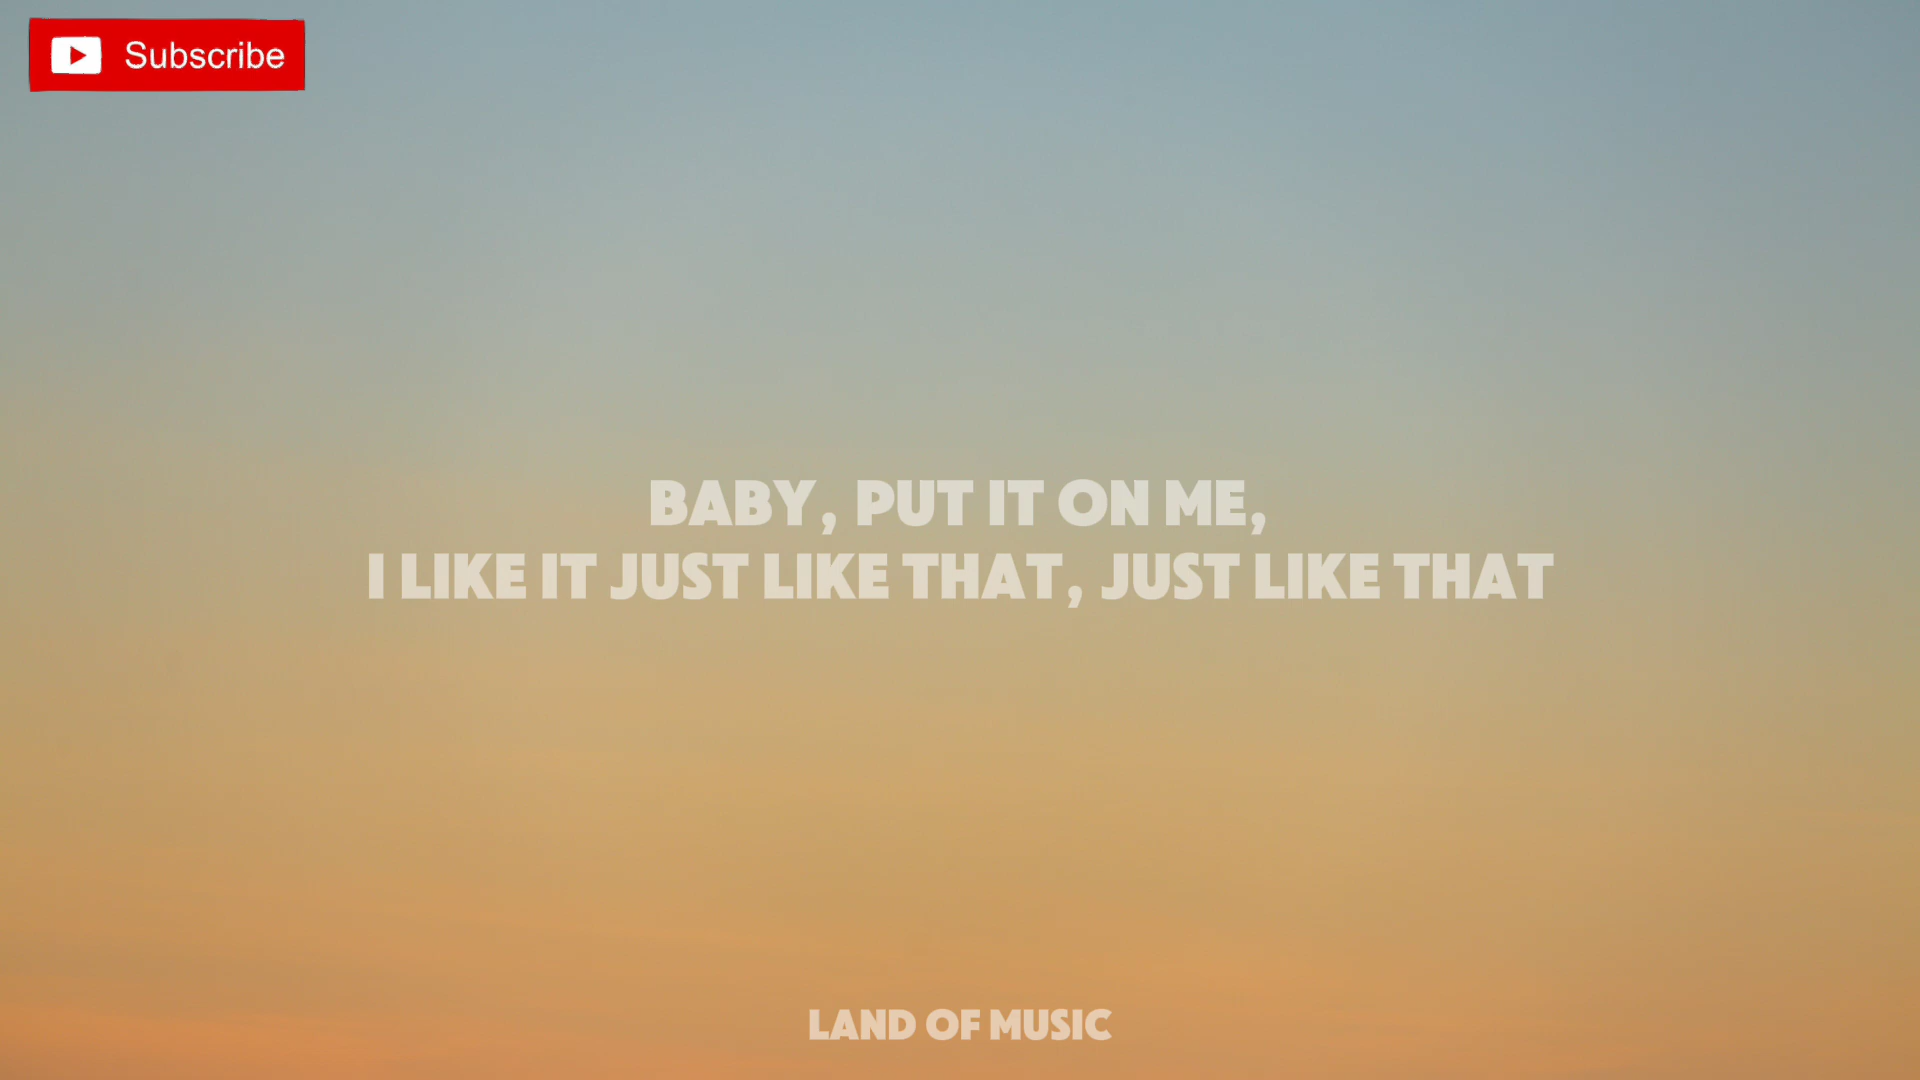 Subscribe
BABY, PUT IT ON ME,
I LIKE IT JUST LIKE THAT, JUST LIKE THAT
LAND OF MUSIC